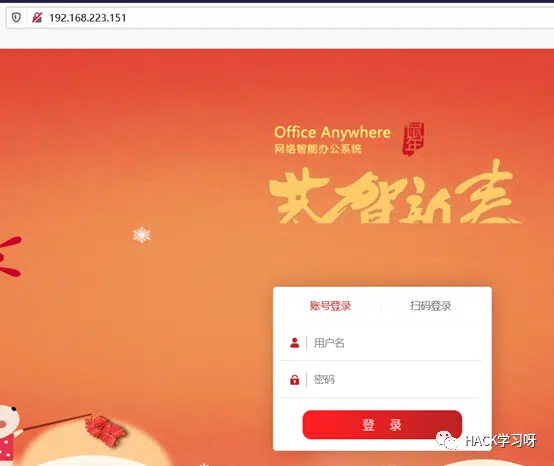 192.168.223.151
Office Anywhere
网络智能办公系统
鼠年
共贺新春
账号登录
扫码登录
用户名
密码
登 录
HACK学习呀